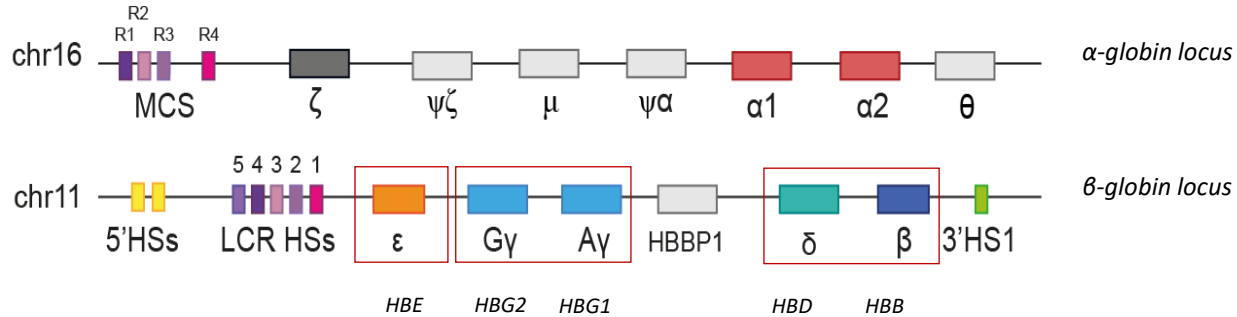 R2
R1 R3 R4
chr16 α-globin locus
MCS ζ ψζ μ ψα α1 α2 θ
5 4 3 2 1
chr11 β-globin locus
5'HSs LCR HSs ε Gγ Aγ HBBP1 δ β 3'HS1
HBE HBG2 HBG1 HBD HBB